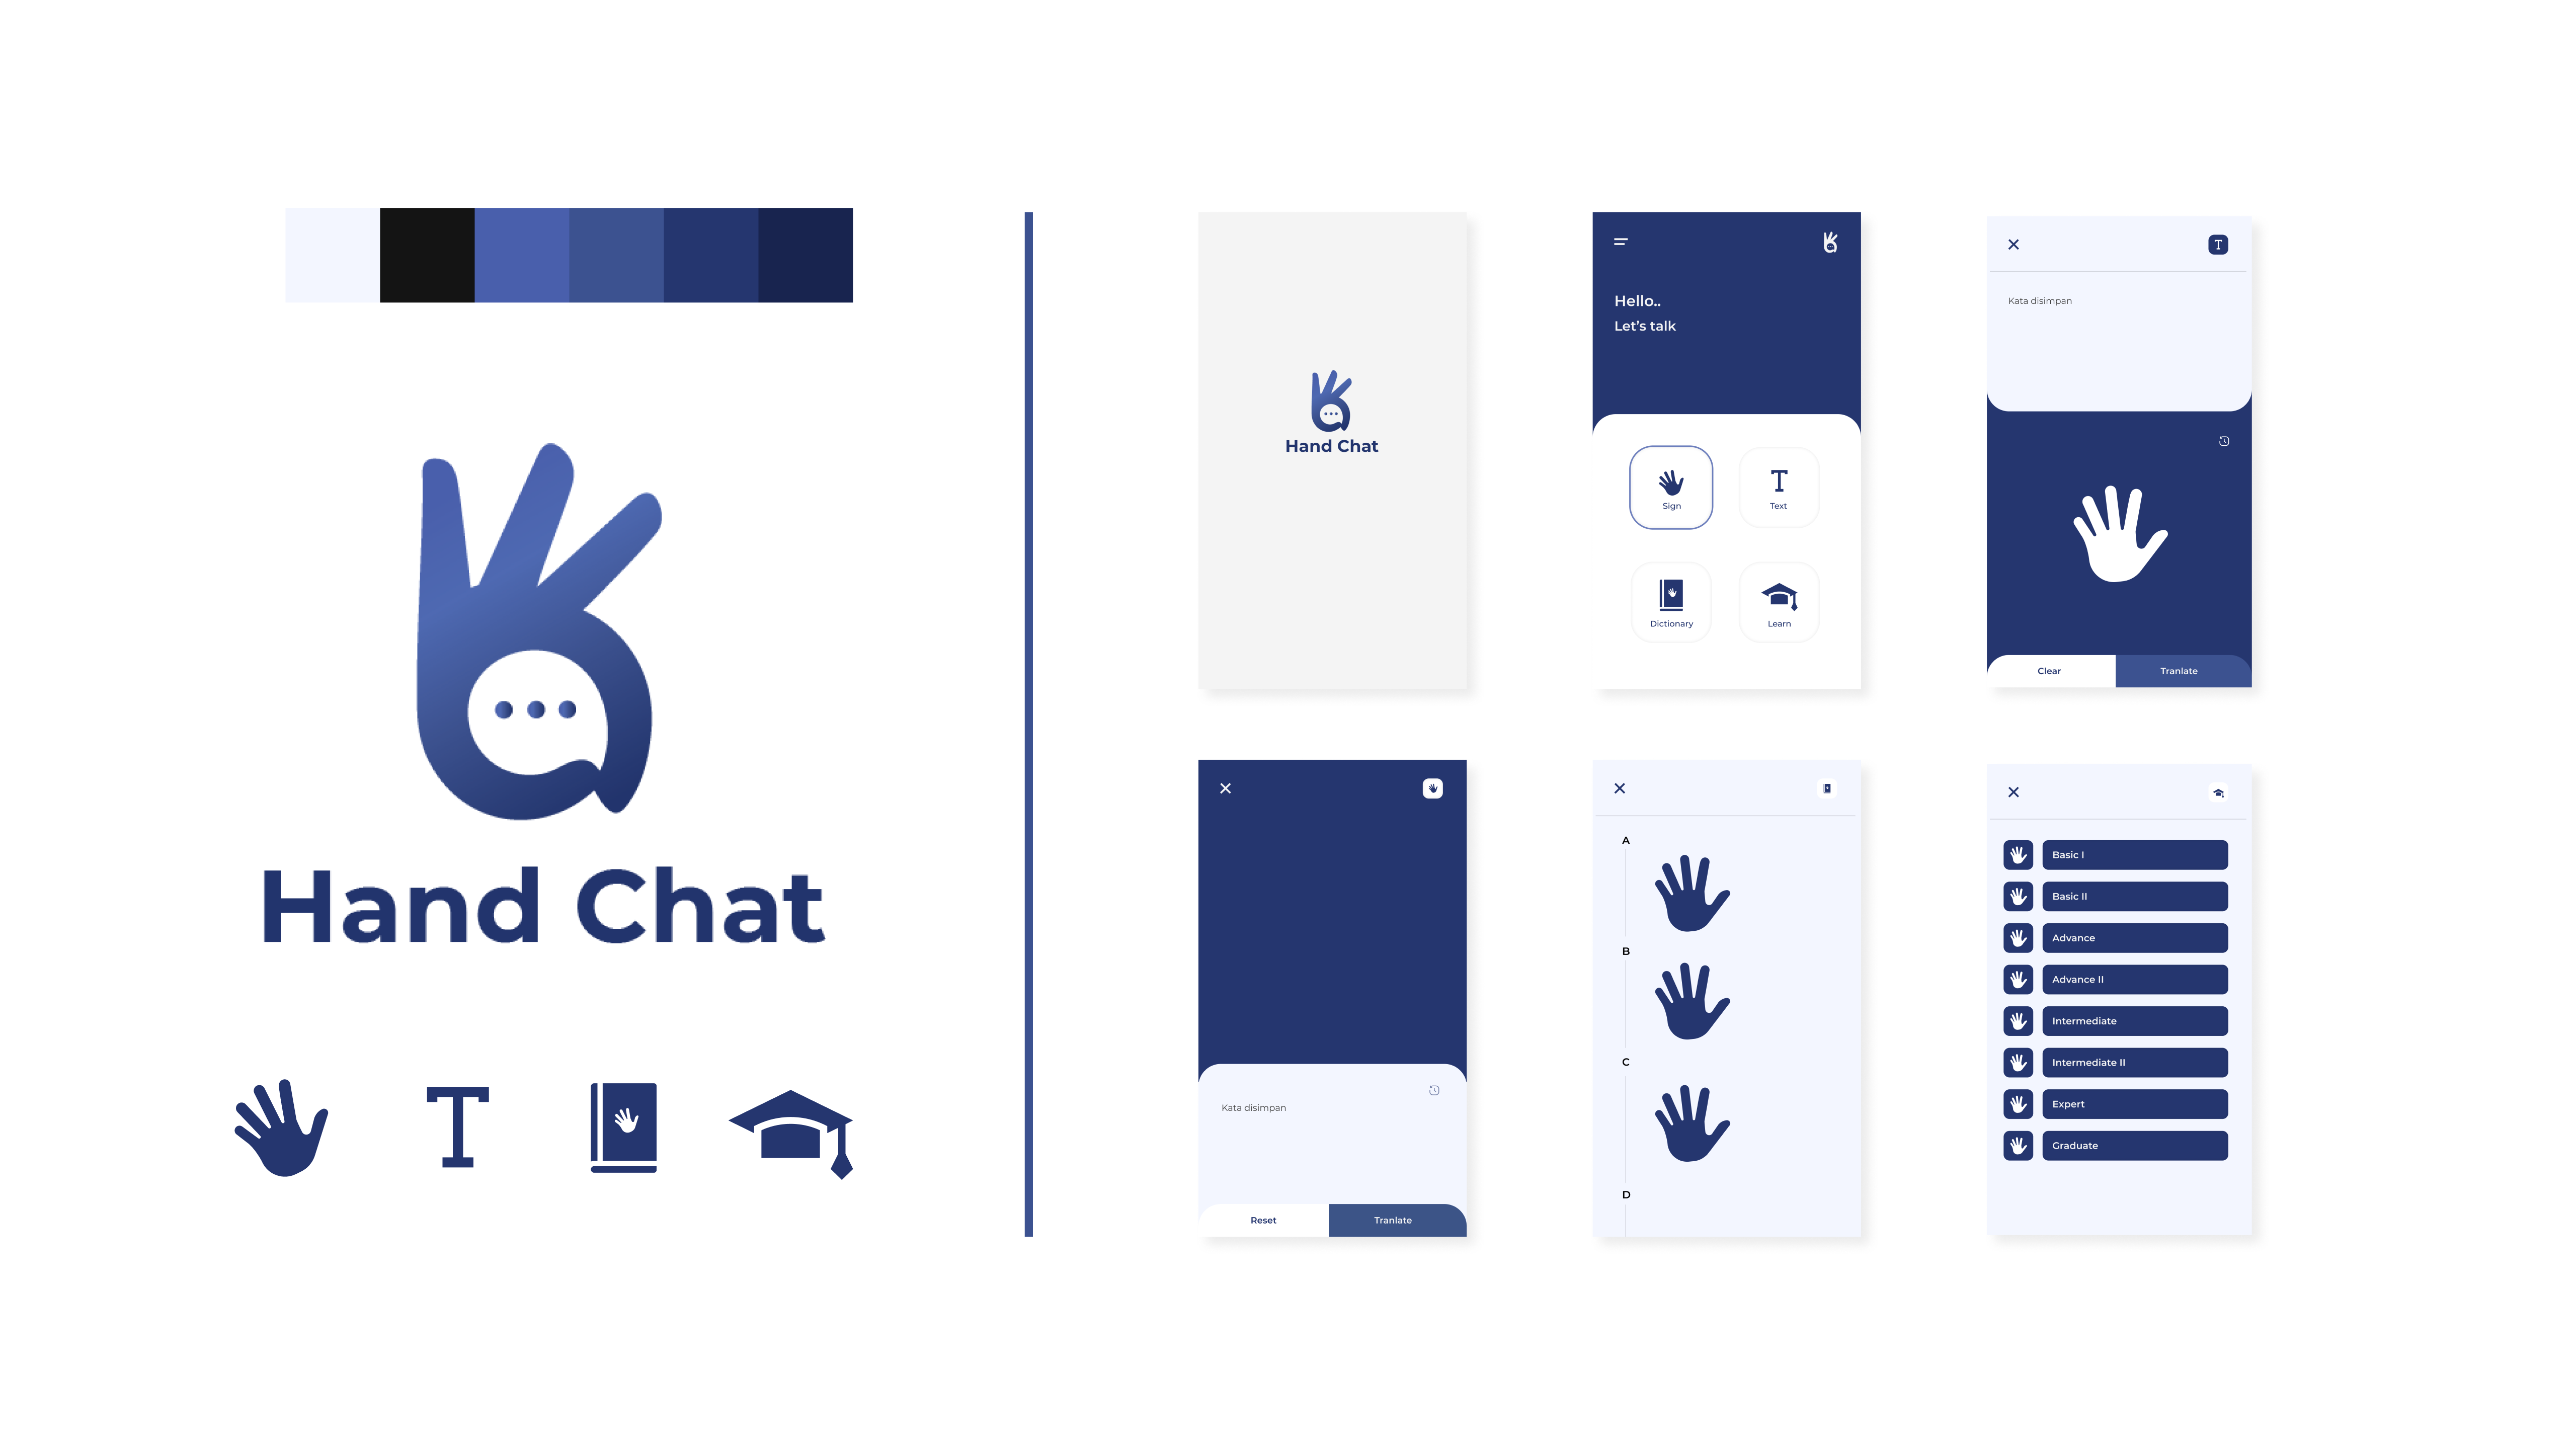 Hand Chat
Hand Chat
Hello..
Let's talk
Sign
Text
Dictionary
Learn
T
Kata disimpan
Clear
Tranlate
Kata disimpan
Reset
Tranlate
A
B
C
D
Basic I
Basic II
Advance
Advance II
Intermediate
Intermediate II
Expert
Graduate